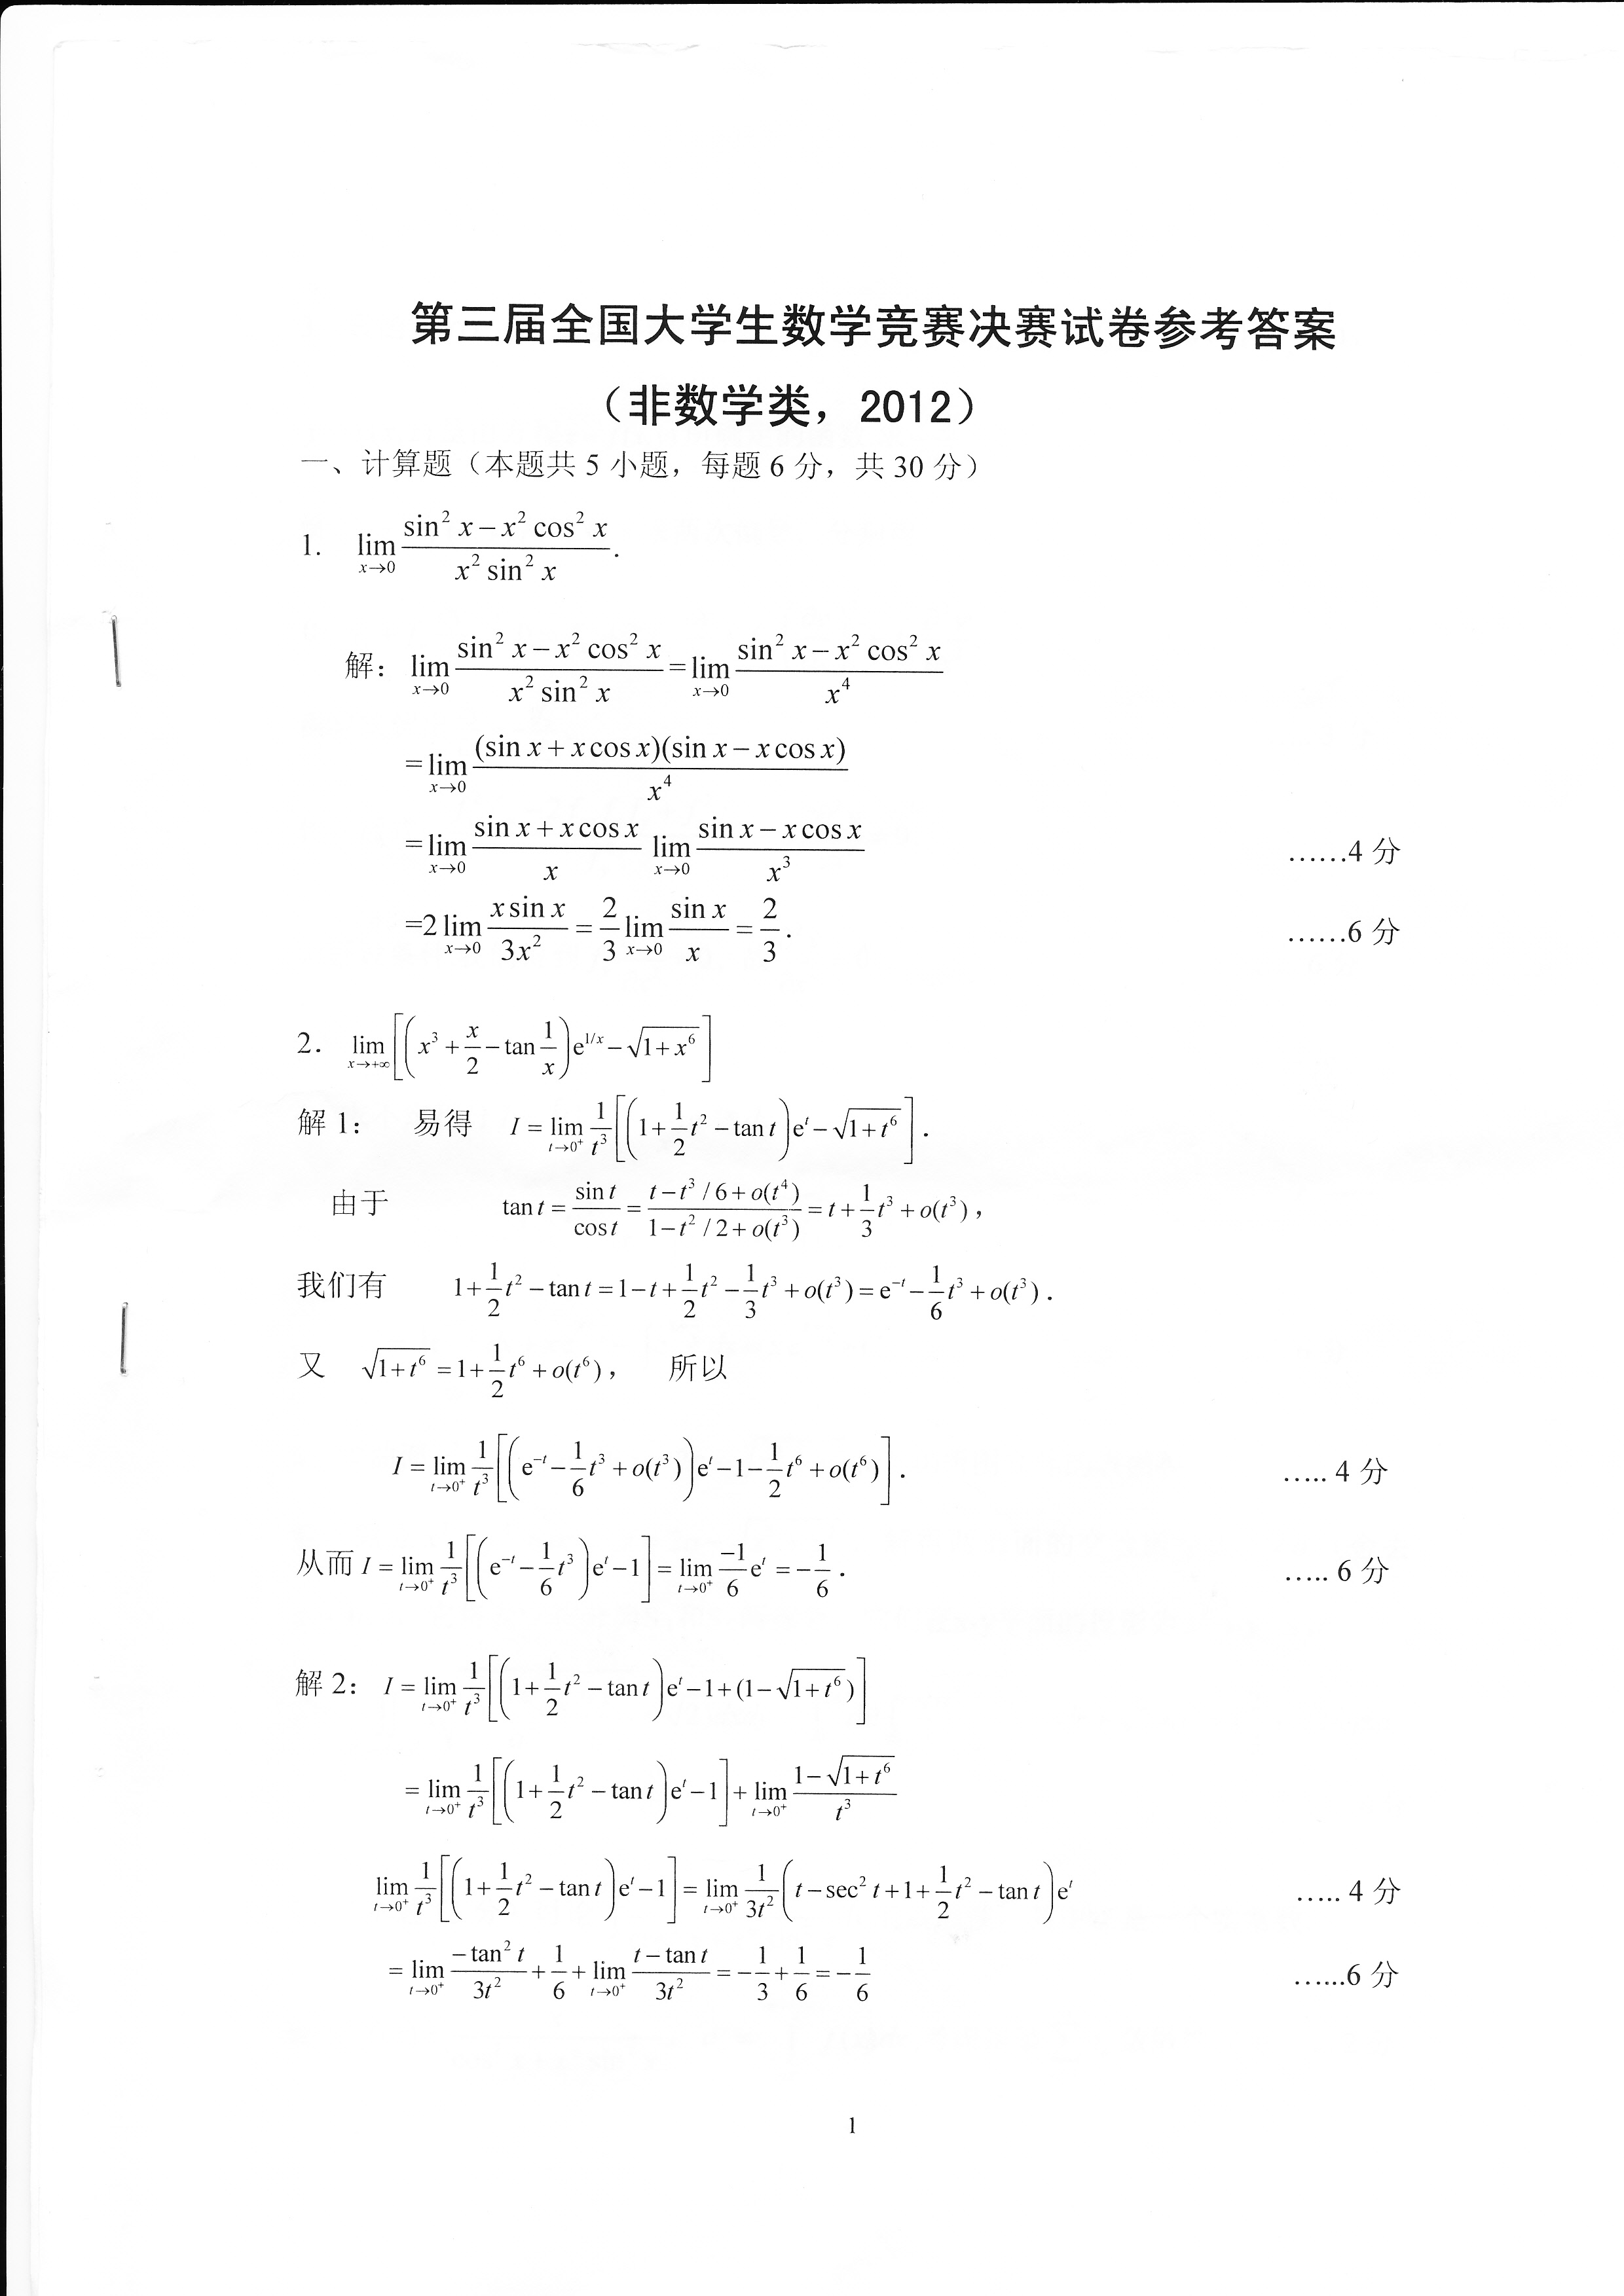 第三届全国大学生数学竞赛决赛试卷参考答案
（非数学类，2012）
一、计算题（本题共 5 小题，每题 6 分，共 30 分）
1. $\lim_{x\to 0}\frac{\sin^2 x - x^2\cos^2 x}{x^2\sin^2 x}$.
解：$\lim_{x\to 0}\frac{\sin^2 x - x^2\cos^2 x}{x^2\sin^2 x}=\lim_{x\to 0}\frac{\sin^2 x - x^2\cos^2 x}{x^4}$
$=\lim_{x\to 0}\frac{(\sin x + x\cos x)(\sin x - x\cos x)}{x^4}$
$=\lim_{x\to 0}\frac{\sin x + x\cos x}{x}\lim_{x\to 0}\frac{\sin x - x\cos x}{x^3}$ ……4 分
$=2\lim_{x\to 0}\frac{x\sin x}{3x^2}=\frac{2}{3}\lim_{x\to 0}\frac{\sin x}{x}=\frac{2}{3}$. ……6 分
2. $\lim_{x\to +\infty}\left[\left(x^3+\frac{x}{2}-\tan\frac{1}{x}\right)e^{1/x}-\sqrt{1+x^6}\right]$
解 1： 易得 $I=\lim_{t\to 0^+}\frac{1}{t^3}\left[\left(1+\frac{1}{2}t^2-\tan t\right)e^t-\sqrt{1+t^6}\right]$.
由于 $\tan t=\frac{\sin t}{\cos t}=\frac{t-t^3/6+o(t^4)}{1-t^2/2+o(t^3)}=t+\frac{1}{3}t^3+o(t^3)$，
我们有 $1+\frac{1}{2}t^2-\tan t=1-t+\frac{1}{2}t^2-\frac{1}{3}t^3+o(t^3)=e^{-t}-\frac{1}{6}t^3+o(t^3)$.
又 $\sqrt{1+t^6}=1+\frac{1}{2}t^6+o(t^6)$， 所以
$I=\lim_{t\to 0^+}\frac{1}{t^3}\left[\left(e^{-t}-\frac{1}{6}t^3+o(t^3)\right)e^t-1-\frac{1}{2}t^6+o(t^6)\right]$. ….. 4 分
从而 $I=\lim_{t\to 0^+}\frac{1}{t^3}\left[\left(e^{-t}-\frac{1}{6}t^3\right)e^t-1\right]=\lim_{t\to 0^+}\frac{-1}{6}e^t=-\frac{1}{6}$. ….. 6 分
解 2： $I=\lim_{t\to 0^+}\frac{1}{t^3}\left[\left(1+\frac{1}{2}t^2-\tan t\right)e^t-1+(1-\sqrt{1+t^6})\right]$
$=\lim_{t\to 0^+}\frac{1}{t^3}\left[\left(1+\frac{1}{2}t^2-\tan t\right)e^t-1\right]+\lim_{t\to 0^+}\frac{1-\sqrt{1+t^6}}{t^3}$
$\lim_{t\to 0^+}\frac{1}{t^3}\left[\left(1+\frac{1}{2}t^2-\tan t\right)e^t-1\right]=\lim_{t\to 0^+}\frac{1}{3t^2}\left(t-\sec^2 t+1+\frac{1}{2}t^2-\tan t\right)e^t$ ….. 4 分
$=\lim_{t\to 0^+}\frac{-\tan^2 t}{3t^2}+\frac{1}{6}+\lim_{t\to 0^+}\frac{t-\tan t}{3t^2}=-\frac{1}{3}+\frac{1}{6}=-\frac{1}{6}$ …...6 分
1